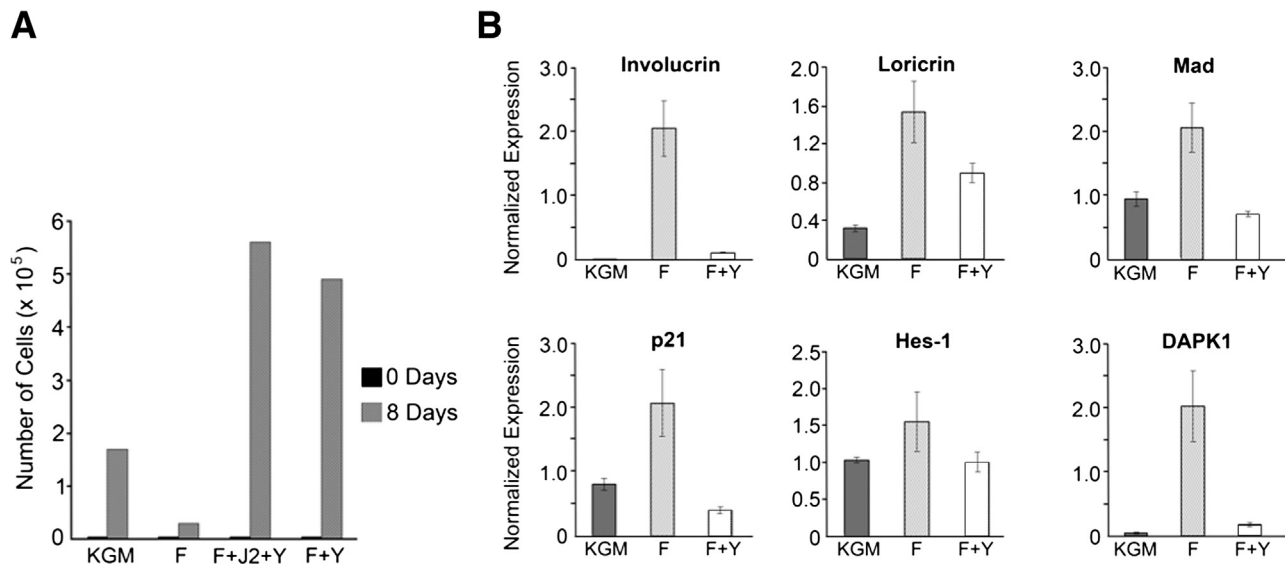 A
Number of Cells (x 10⁵)
6
5
4
3
2
1
0
KGM F F+J2+Y F+Y
0 Days
8 Days
B
Normalized Expression
Involucrin
3.0
2.0
1.0
0
KGM F F+Y
Loricrin
2.0
1.6
1.2
0.8
0.4
0
KGM F F+Y
Mad
3.0
2.0
1.0
0
KGM F F+Y
Normalized Expression
p21
3.0
2.0
1.0
0
KGM F F+Y
Hes-1
2.5
2.0
1.5
1.0
0.5
0
KGM F F+Y
DAPK1
3.0
2.0
1.0
0
KGM F F+Y